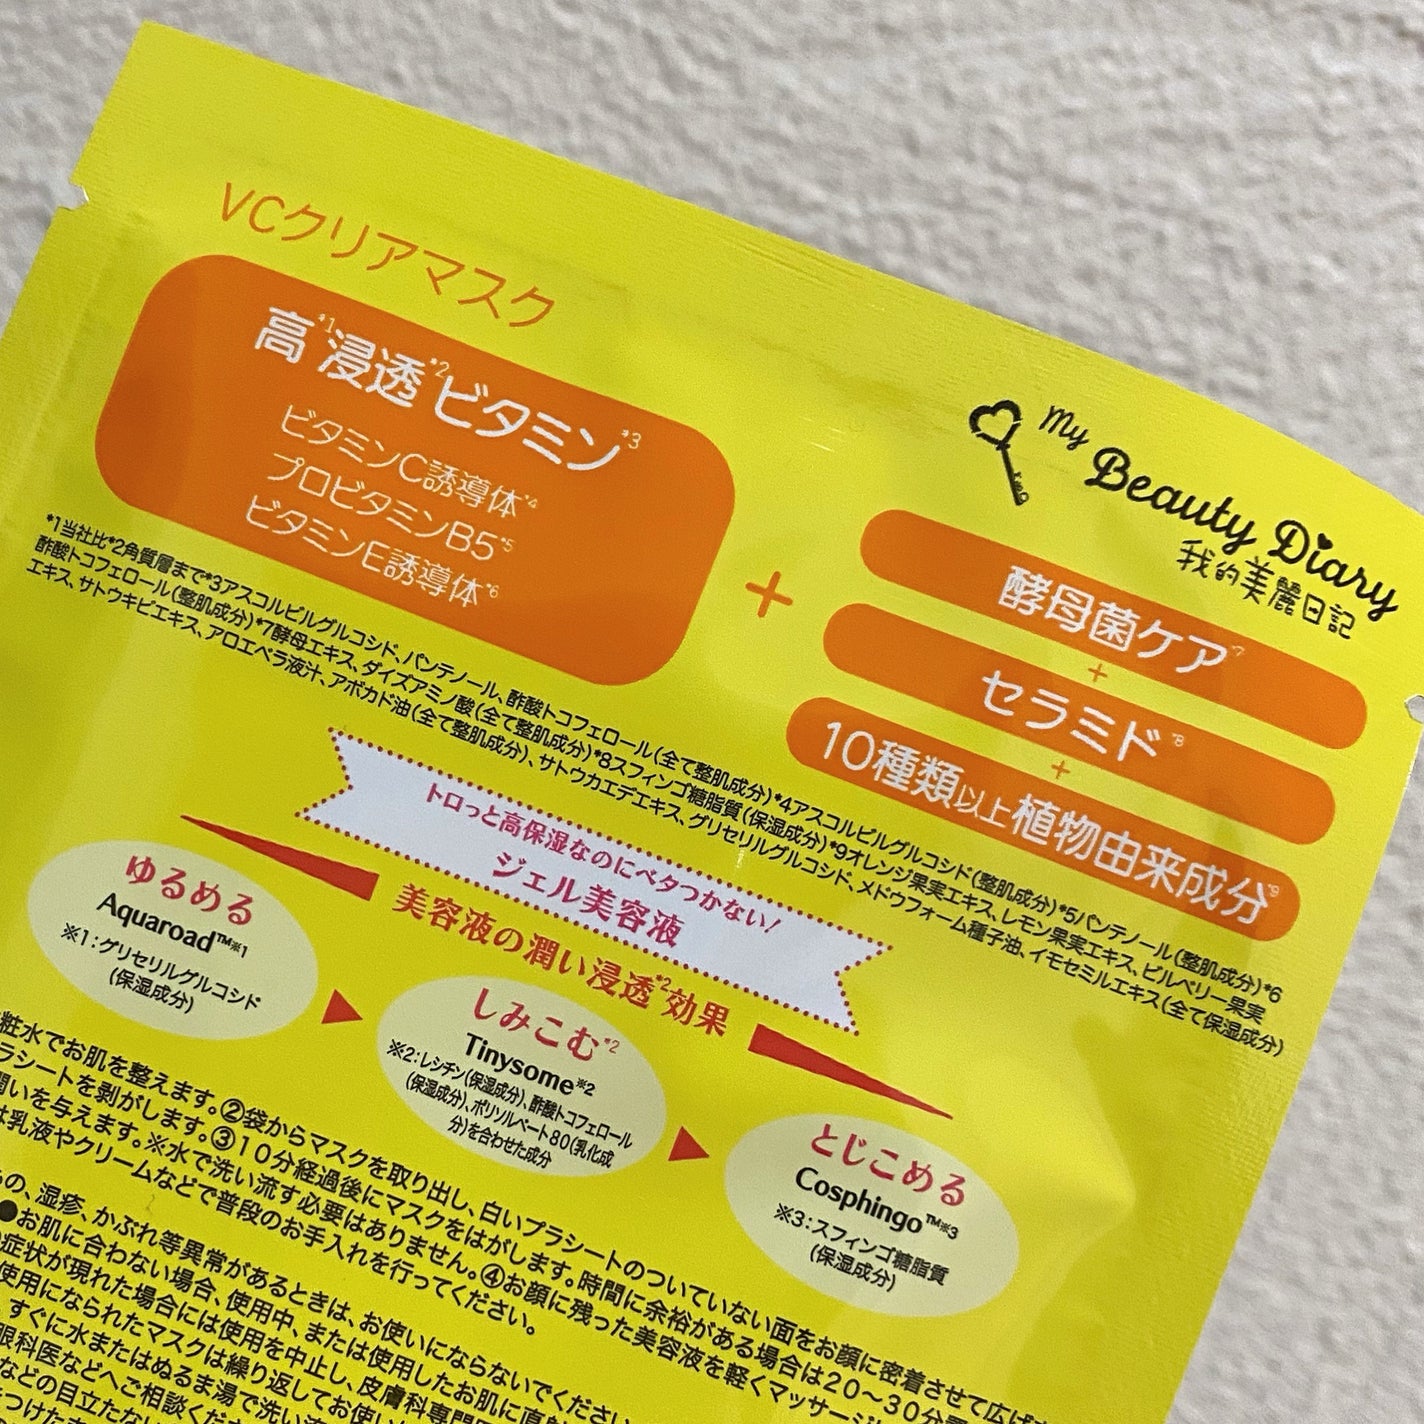 VCクリアマスク
高*1浸透*2ビタミン*3
ビタミンC誘導体*4
プロビタミンB5*5
ビタミンE誘導体*6
+
My Beauty Diary
我的美麗日記
酵母菌ケア*7
+
セラミド*8
+
10種類以上植物由来成分*9
*1当社比*2角質層まで*3アスコルビルグルコシド、パンテノール、酢酸トコフェロール(全て整肌成分)*4アスコルビルグルコシド(整肌成分)*5パンテノール(整肌成分)*6
酢酸トコフェロール(整肌成分)*7酵母エキス、ダイズアミノ酸(全て整肌成分)*8スフィンゴ糖脂質(保湿成分)*9オレンジ果実エキス、レモン果実エキス、ビルベリー果実
エキス、サトウキビエキス、アロエベラ液汁、アボカド油(全て整肌成分)、サトウカエデエキス、グリセリルグルコシド、メドウフォーム種子油、イモセミルエキス(全て保湿成分)
トロっと高保湿なのにベタつかない!
ジェル美容液
美容液の潤い浸透*2効果
ゆるめる
Aquaroad™※1
※1:グリセリルグルコシド
(保湿成分)
しみこむ*2
Tinysome※2
※2:レシチン(保湿成分)、酢酸トコフェロール
(保湿成分)、ポリソルベート80(乳化成
分)を合わせた成分
とじこめる
Cosphingo™※3
※3:スフィンゴ糖脂質
(保湿成分)
粧水でお肌を整えます。②袋からマスクを取り出し、白いプラシートのついていない面をお顔に密着させて広げ
ラシートを剥がします。③10分経過後にマスクをはがします。時間に余裕がある場合は20〜30分
潤いを与えます。※水で洗い流す必要はありません。④お顔に残った美容液を軽くマッサージ
は乳液やクリームなどで普段のお手入れを行ってください。
もの、湿疹、かぶれ等異常があるときは、お使いにならないでください
●お肌に合わない場合、使用中、または使用したお肌に直射
症状が現れた場合には使用を中止し、皮膚科専門医
使用になられたマスクは繰り返してお使い
すぐに水またはぬるま湯で洗い流
眼科医などへご相談くだ
などの目立たない